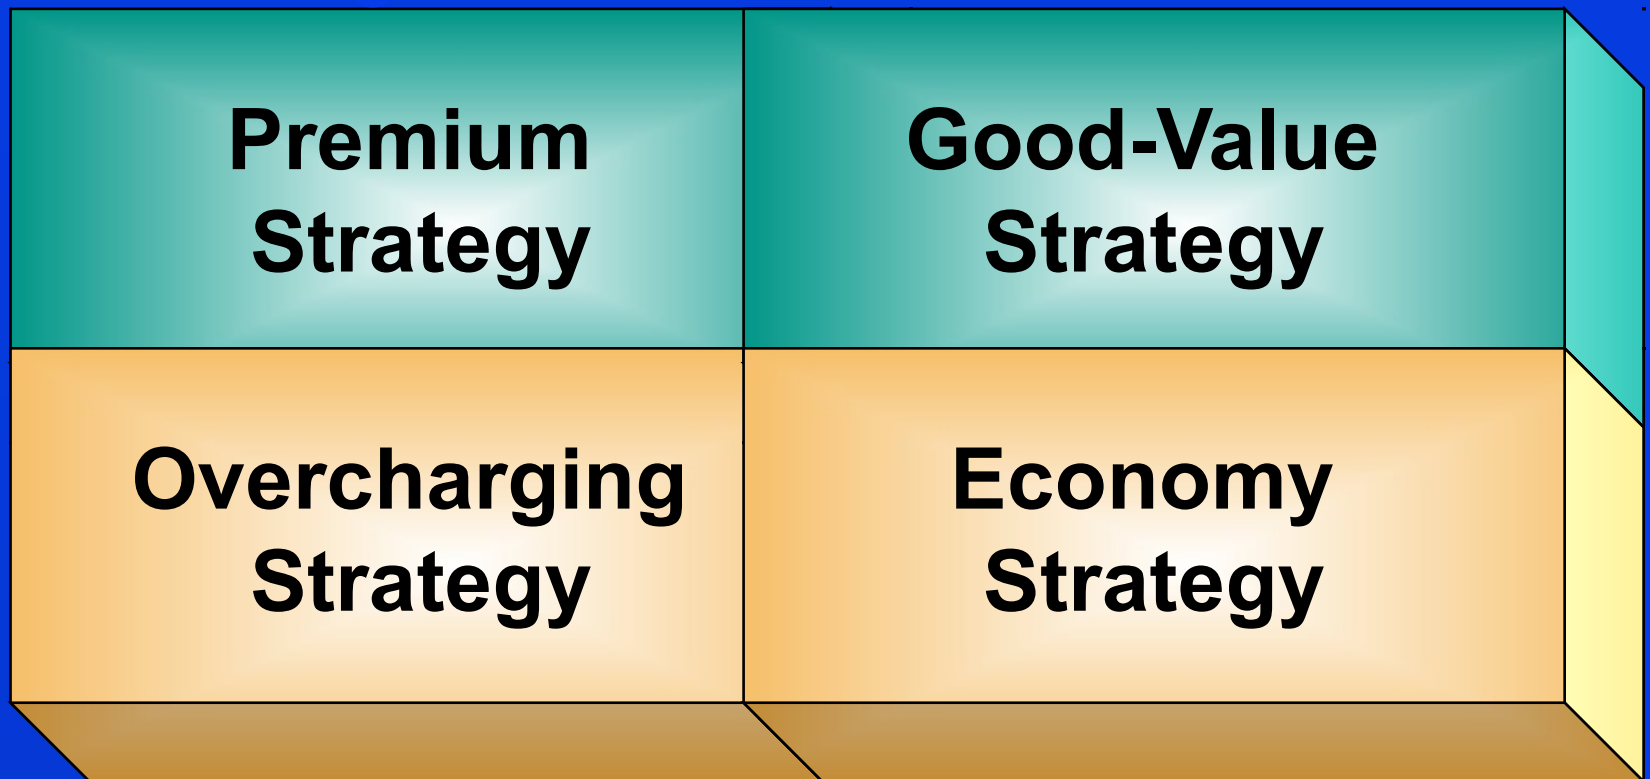 Premium
Strategy
Good-Value
Strategy
Overcharging
Strategy
Economy
Strategy